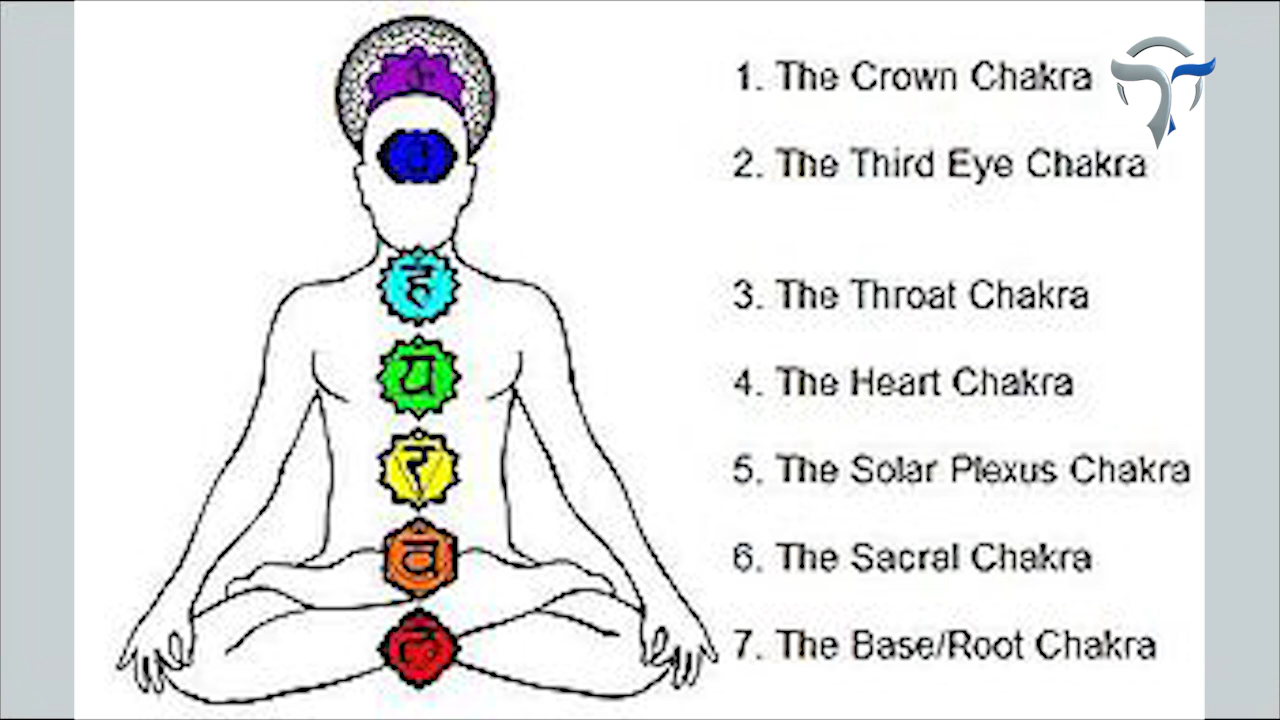 1. The Crown Chakra
2. The Third Eye Chakra
3. The Throat Chakra
ह
4. The Heart Chakra
य
5. The Solar Plexus Chakra
र
6. The Sacral Chakra
व
7. The Base/Root Chakra